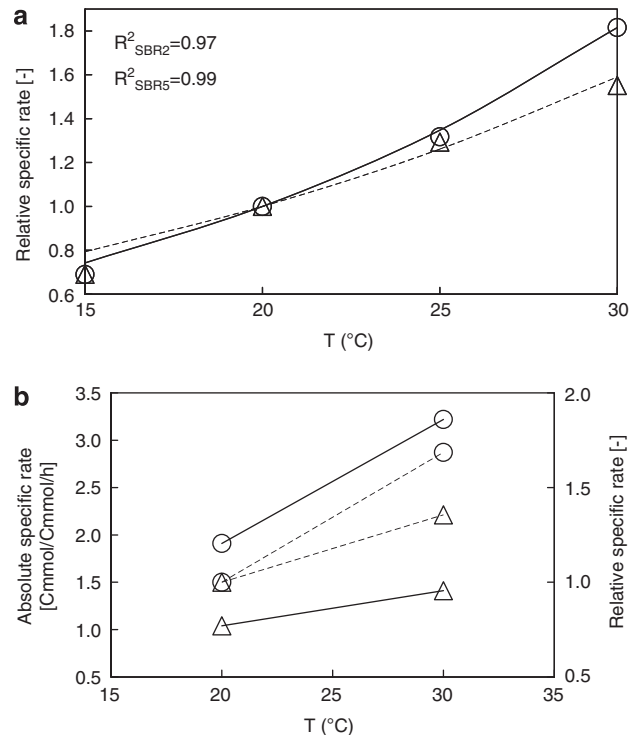 a
R²SBR2=0.97
R²SBR5=0.99
Relative specific rate [-]
1.8
1.6
1.4
1.2
1.0
0.8
0.6
15 20 25 30
T (°C)
b
Absolute specific rate
[Cmmol/Cmmol/h]
3.5
3.0
2.5
2.0
1.5
1.0
0.5
2.0
1.5
1.0
0.5
Relative specific rate [-]
15 20 25 30 35
T (°C)